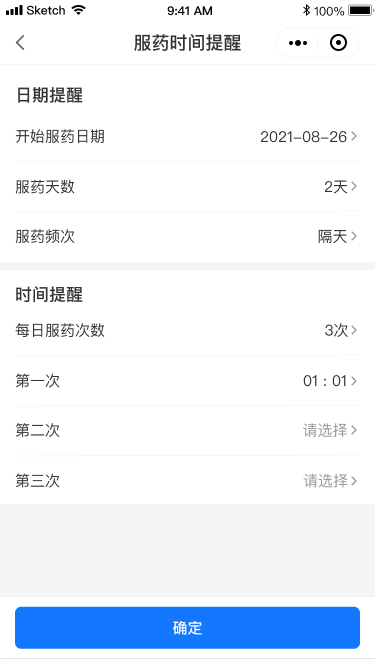 Sketch 9:41 AM 100%
服药时间提醒
日期提醒
开始服药日期 2021-08-26
服药天数 2天
服药频次 隔天
时间提醒
每日服药次数 3次
第一次 01 : 01
第二次 请选择
第三次 请选择
确定